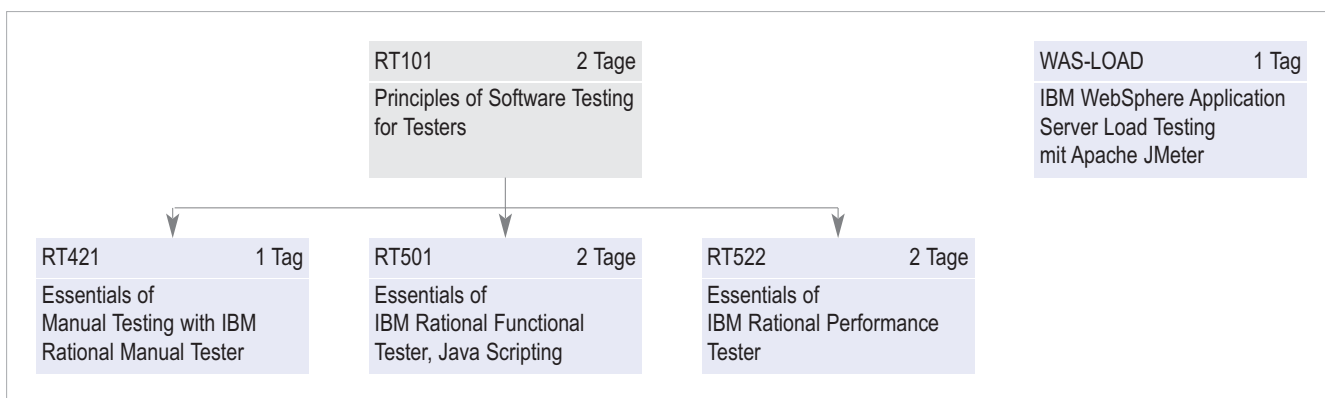 RT101 2 Tage
Principles of Software Testing
for Testers
WAS-LOAD 1 Tag
IBM WebSphere Application
Server Load Testing
mit Apache JMeter
RT421 1 Tag
Essentials of
Manual Testing with IBM
Rational Manual Tester
RT501 2 Tage
Essentials of
IBM Rational Functional
Tester, Java Scripting
RT522 2 Tage
Essentials of
IBM Rational Performance
Tester